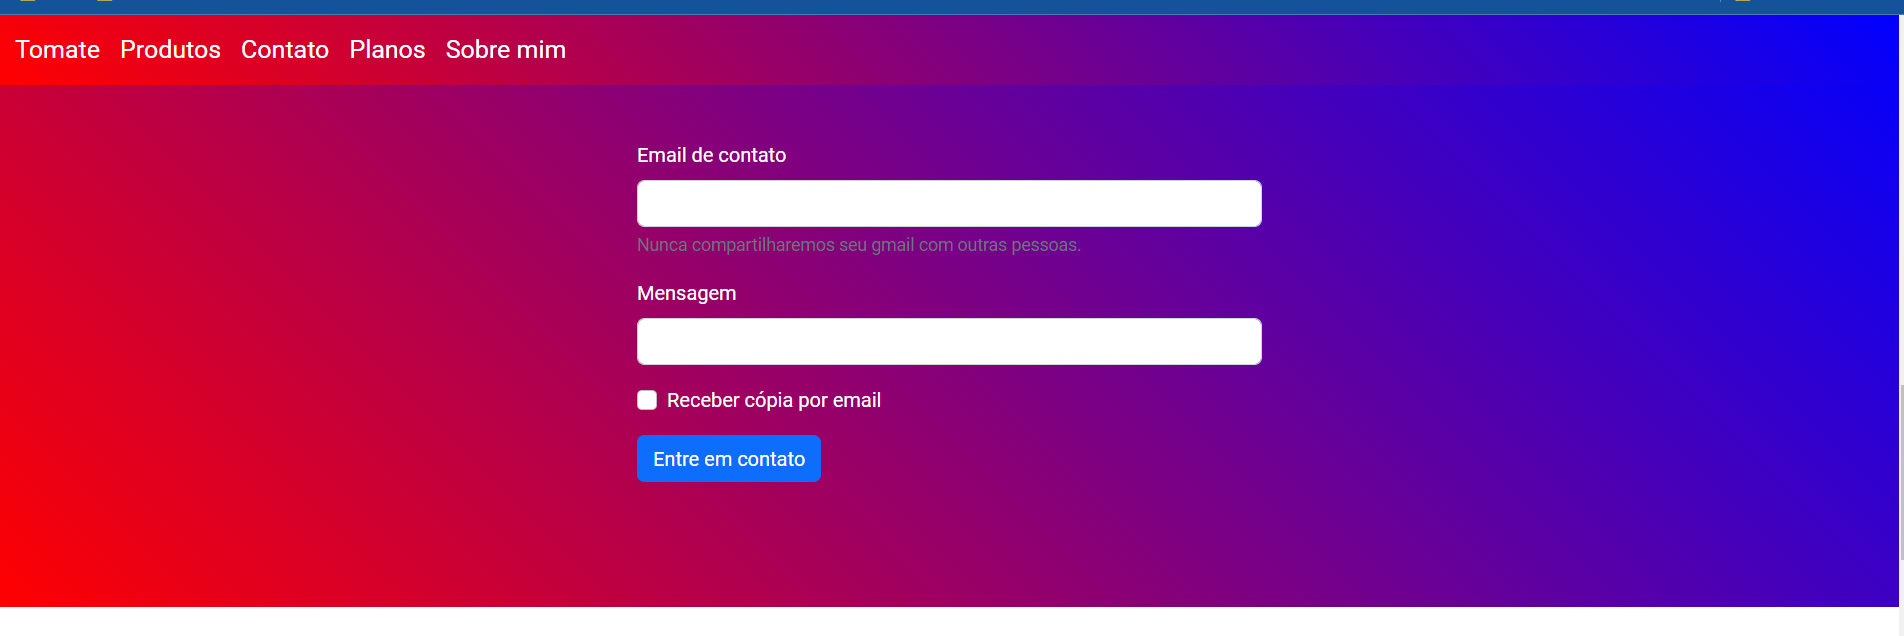 Tomate Produtos Contato Planos Sobre mim
Email de contato
Nunca compartilharemos seu gmail com outras pessoas.
Mensagem
Receber cópia por email
Entre em contato